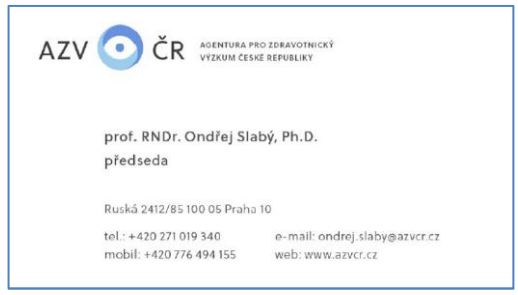 AZV ČR
AGENTURA PRO ZDRAVOTNICKÝ
VÝZKUM ČESKÉ REPUBLIKY
prof. RNDr. Ondřej Slabý, Ph.D.
předseda
Ruská 2412/85 100 05 Praha 10
tel.: +420 271 019 340
mobil: +420 776 494 155
e-mail: ondrej.slaby@azvcr.cz
web: www.azvcr.cz